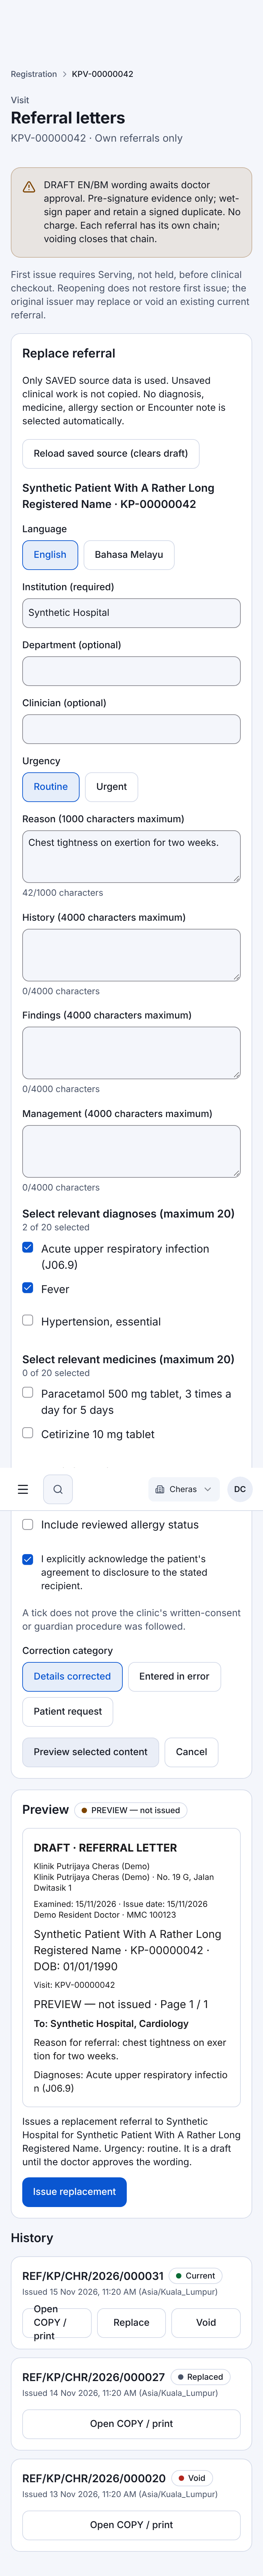 Registration > KPV-00000042
Visit
Referral letters
KPV-00000042 · Own referrals only
DRAFT EN/BM wording awaits doctor
approval. Pre-signature evidence only; wet-
sign paper and retain a signed duplicate. No
charge. Each referral has its own chain;
voiding closes that chain.
First issue requires Serving, not held, before clinical
checkout. Reopening does not restore first issue; the
original issuer may replace or void an existing current
referral.
Replace referral
Only SAVED source data is used. Unsaved
clinical work is not copied. No diagnosis,
medicine, allergy section or Encounter note is
selected automatically.
Reload saved source (clears draft)
Synthetic Patient With A Rather Long
Registered Name · KP-00000042
Language
English
Bahasa Melayu
Institution (required)
Synthetic Hospital
Department (optional)
Clinician (optional)
Urgency
Routine
Urgent
Reason (1000 characters maximum)
Chest tightness on exertion for two weeks.
42/1000 characters
History (4000 characters maximum)
0/4000 characters
Findings (4000 characters maximum)
0/4000 characters
Management (4000 characters maximum)
0/4000 characters
Select relevant diagnoses (maximum 20)
2 of 20 selected
Acute upper respiratory infection
(J06.9)
Fever
Hypertension, essential
Select relevant medicines (maximum 20)
0 of 20 selected
Paracetamol 500 mg tablet, 3 times a
day for 5 days
Cetirizine 10 mg tablet
Cheras
DC
Include reviewed allergy status
I explicitly acknowledge the patient's
agreement to disclosure to the stated
recipient.
A tick does not prove the clinic's written-consent
or guardian procedure was followed.
Correction category
Details corrected
Entered in error
Patient request
Preview selected content
Cancel
Preview
PREVIEW — not issued
DRAFT · REFERRAL LETTER
Klinik Putrijaya Cheras (Demo)
Klinik Putrijaya Cheras (Demo) · No. 19 G, Jalan
Dwitasik 1
Examined: 15/11/2026 · Issue date: 15/11/2026
Demo Resident Doctor · MMC 100123
Synthetic Patient With A Rather Long
Registered Name · KP-00000042 ·
DOB: 01/01/1990
Visit: KPV-00000042
PREVIEW — not issued · Page 1 / 1
To: Synthetic Hospital, Cardiology
Reason for referral: chest tightness on exer
tion for two weeks.
Diagnoses: Acute upper respiratory infectio
n (J06.9)
Issues a replacement referral to Synthetic
Hospital for Synthetic Patient With A Rather Long
Registered Name. Urgency: routine. It is a draft
until the doctor approves the wording.
Issue replacement
History
REF/KP/CHR/2026/000031
Current
Issued 15 Nov 2026, 11:20 AM (Asia/Kuala_Lumpur)
Open
COPY /
print
Replace
Void
REF/KP/CHR/2026/000027
Replaced
Issued 14 Nov 2026, 11:20 AM (Asia/Kuala_Lumpur)
Open COPY / print
REF/KP/CHR/2026/000020
Void
Issued 13 Nov 2026, 11:20 AM (Asia/Kuala_Lumpur)
Open COPY / print